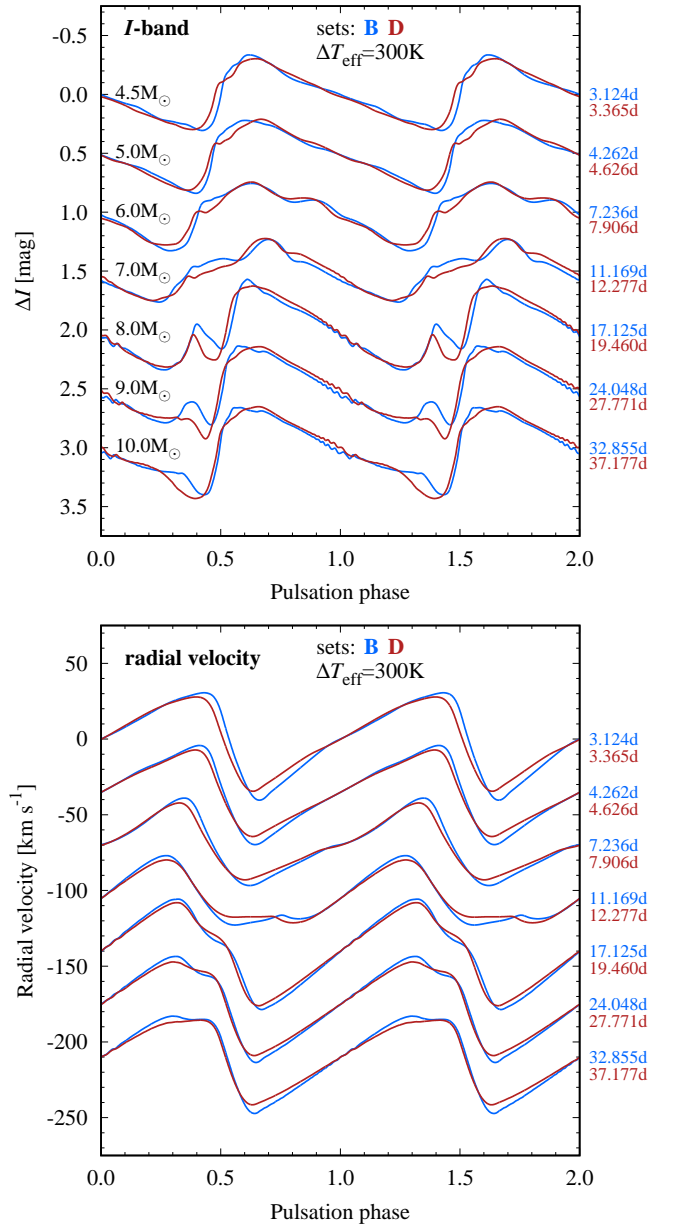 I-band
sets: B D
ΔT_eff=300K
-0.5
0.0
0.5
1.0
1.5
2.0
2.5
3.0
3.5
ΔI [mag]
4.5M⊙
5.0M⊙
6.0M⊙
7.0M⊙
8.0M⊙
9.0M⊙
10.0M⊙
3.124d
3.365d
4.262d
4.626d
7.236d
7.906d
11.169d
12.277d
17.125d
19.460d
24.048d
27.771d
32.855d
37.177d
0.0 0.5 1.0 1.5 2.0
Pulsation phase
radial velocity
sets: B D
ΔT_eff=300K
50
0
-50
-100
-150
-200
-250
Radial velocity [km s⁻¹]
3.124d
3.365d
4.262d
4.626d
7.236d
7.906d
11.169d
12.277d
17.125d
19.460d
24.048d
27.771d
32.855d
37.177d
0.0 0.5 1.0 1.5 2.0
Pulsation phase